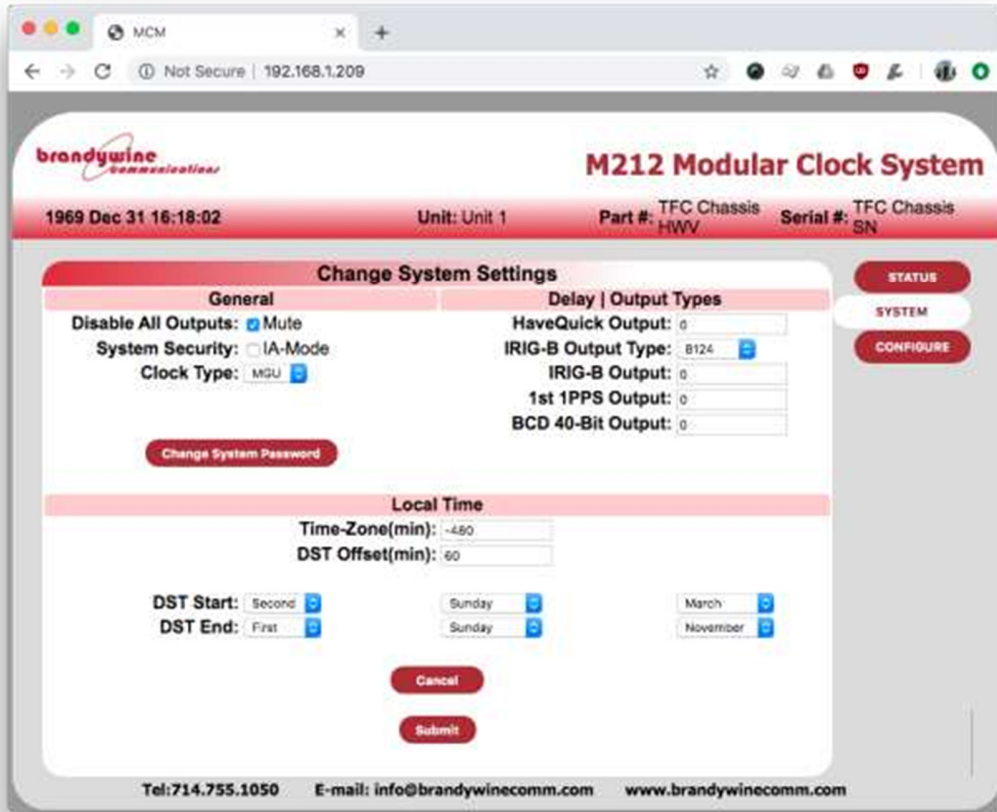 MCM
Not Secure | 192.168.1.209
brandywine
communications
M212 Modular Clock System
1969 Dec 31 16:18:02 Unit: Unit 1 Part #: TFC Chassis HWV Serial #: TFC Chassis SN
Change System Settings
STATUS
SYSTEM
CONFIGURE
General
Disable All Outputs: Mute
System Security: IA-Mode
Clock Type: MGU
Change System Password
Delay | Output Types
HaveQuick Output: 0
IRIG-B Output Type: B124
IRIG-B Output: 0
1st 1PPS Output: 0
BCD 40-Bit Output: 0
Local Time
Time-Zone(min): -480
DST Offset(min): 60
DST Start: Second Sunday March
DST End: First Sunday November
Cancel
Submit
Tel:714.755.1050 E-mail: info@brandywinecomm.com www.brandywinecomm.com